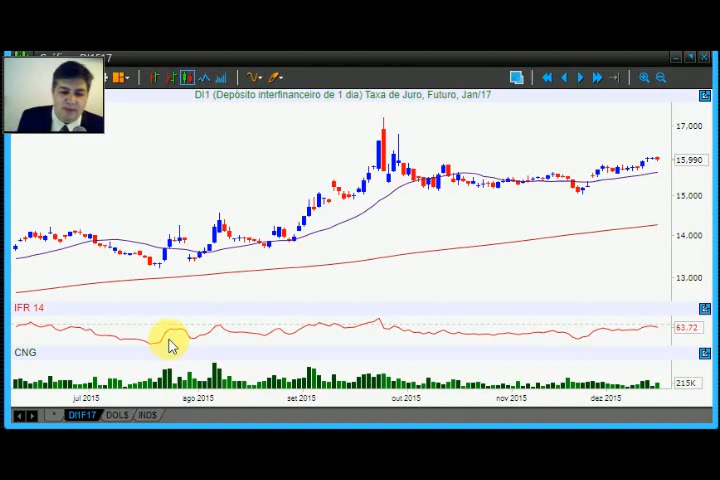 DI1 (Depósito interfinanceiro de 1 dia) Taxa de Juro, Futuro, Jan/17
17,000
15,990
15,000
14,000
13,000
IFR 14
63,72
CNG
215K
jul 2015 ago 2015 set 2015 out 2015 nov 2015 dez 2015
* DI1F17 DOL$ IND$